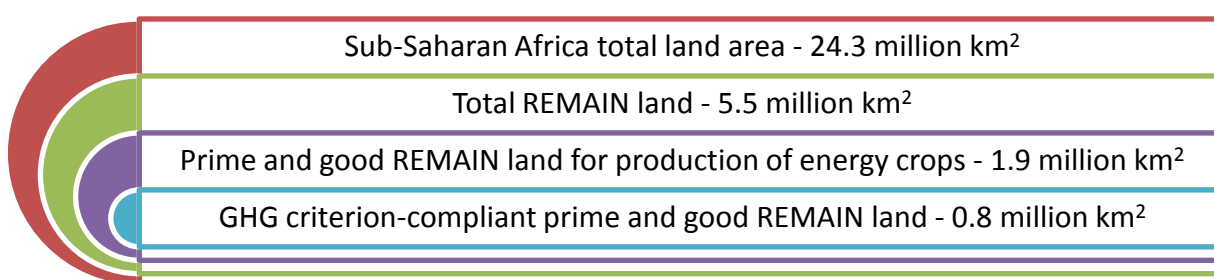 Sub-Saharan Africa total land area - 24.3 million km²
Total REMAIN land - 5.5 million km²
Prime and good REMAIN land for production of energy crops - 1.9 million km²
GHG criterion-compliant prime and good REMAIN land - 0.8 million km²